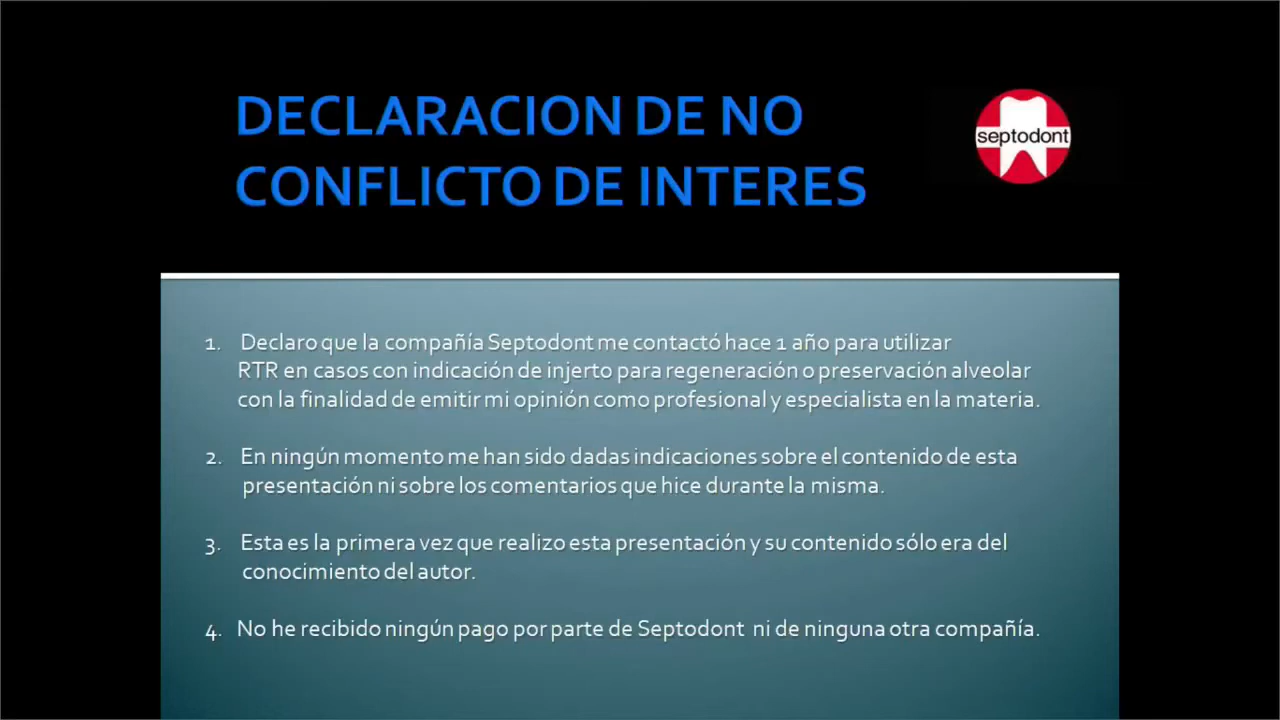 DECLARACION DE NO
CONFLICTO DE INTERES
septodont
1. Declaro que la compañía Septodont me contactó hace 1 año para utilizar
RTR en casos con indicación de injerto para regeneración o preservación alveolar
con la finalidad de emitir mi opinión como profesional y especialista en la materia.
2. En ningún momento me han sido dadas indicaciones sobre el contenido de esta
presentación ni sobre los comentarios que hice durante la misma.
3. Esta es la primera vez que realizo esta presentación y su contenido sólo era del
conocimiento del autor.
4. No he recibido ningún pago por parte de Septodont ni de ninguna otra compañía.